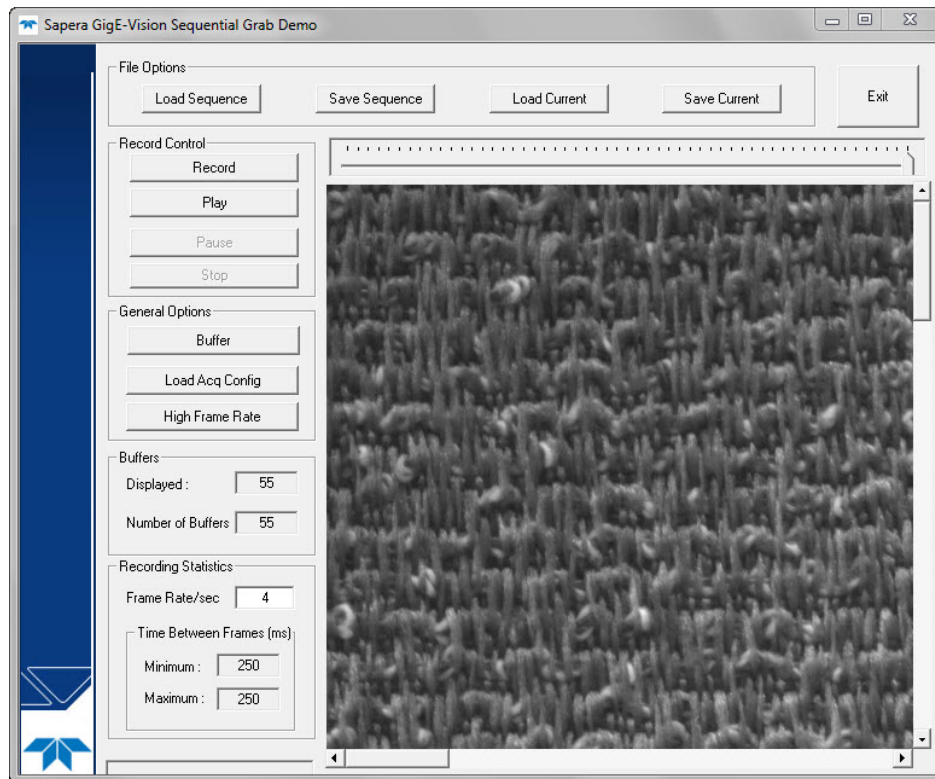 Sapera GigE-Vision Sequential Grab Demo
File Options
Load Sequence
Save Sequence
Load Current
Save Current
Exit
Record Control
Record
Play
Pause
Stop
General Options
Buffer
Load Acq Config
High Frame Rate
Buffers
Displayed : 55
Number of Buffers 55
Recording Statistics
Frame Rate/sec 4
Time Between Frames (ms)
Minimum : 250
Maximum : 250